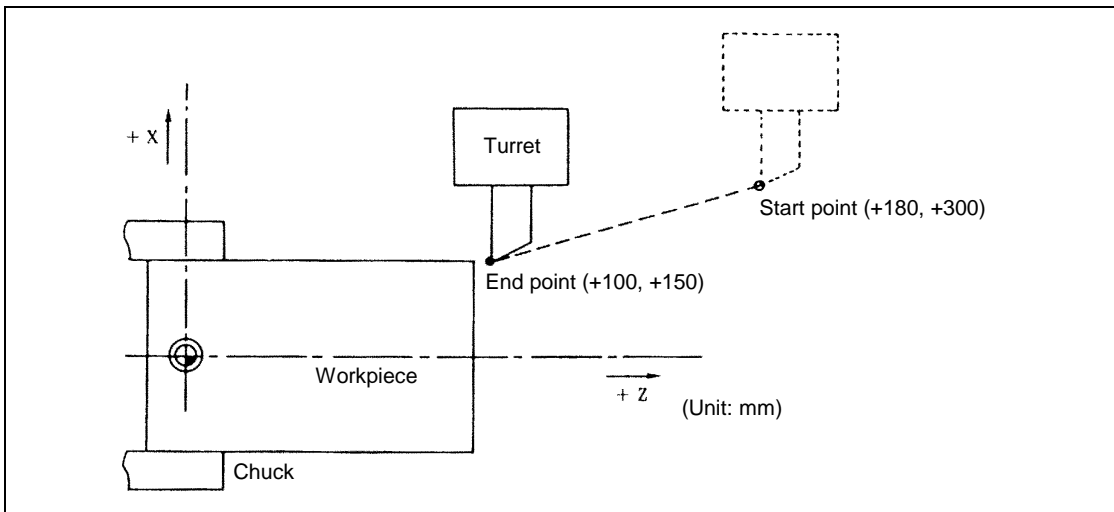 + X
Turret
Start point (+180, +300)
End point (+100, +150)
Workpiece
+ Z
(Unit: mm)
Chuck